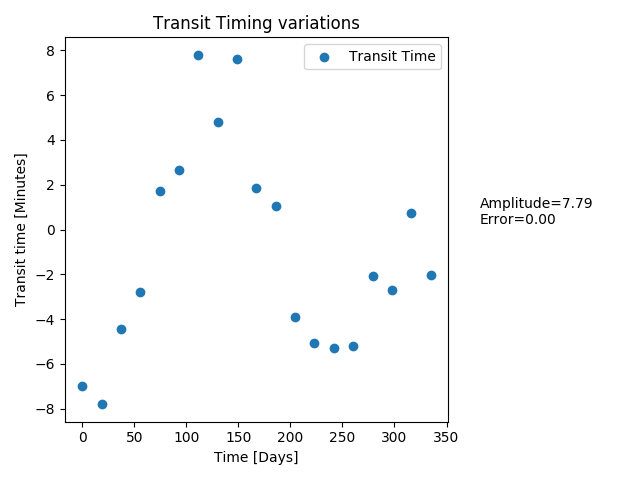 Transit Timing variations
Transit Time
8
6
4
2
0
−2
−4
−6
−8
Transit time [Minutes]
Amplitude=7.79
Error=0.00
0 50 100 150 200 250 300 350
Time [Days]